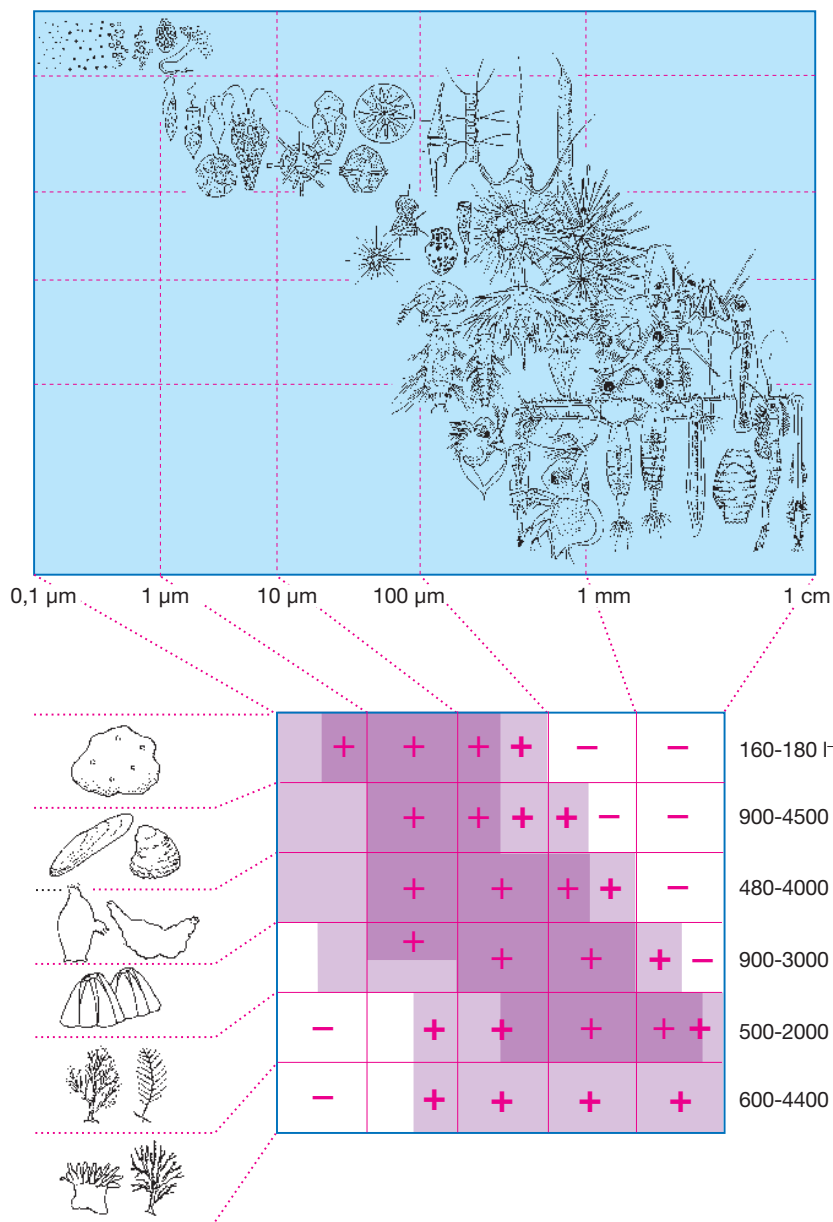 0,1 µm 1 µm 10 µm 100 µm 1 mm 1 cm
+ + + + − − 160-180 l−
+ + + + − − 900-4500
+ + + + − 480-4000
+ + + + − 900-3000
− + + + + + 500-2000
− + + + + 600-4400